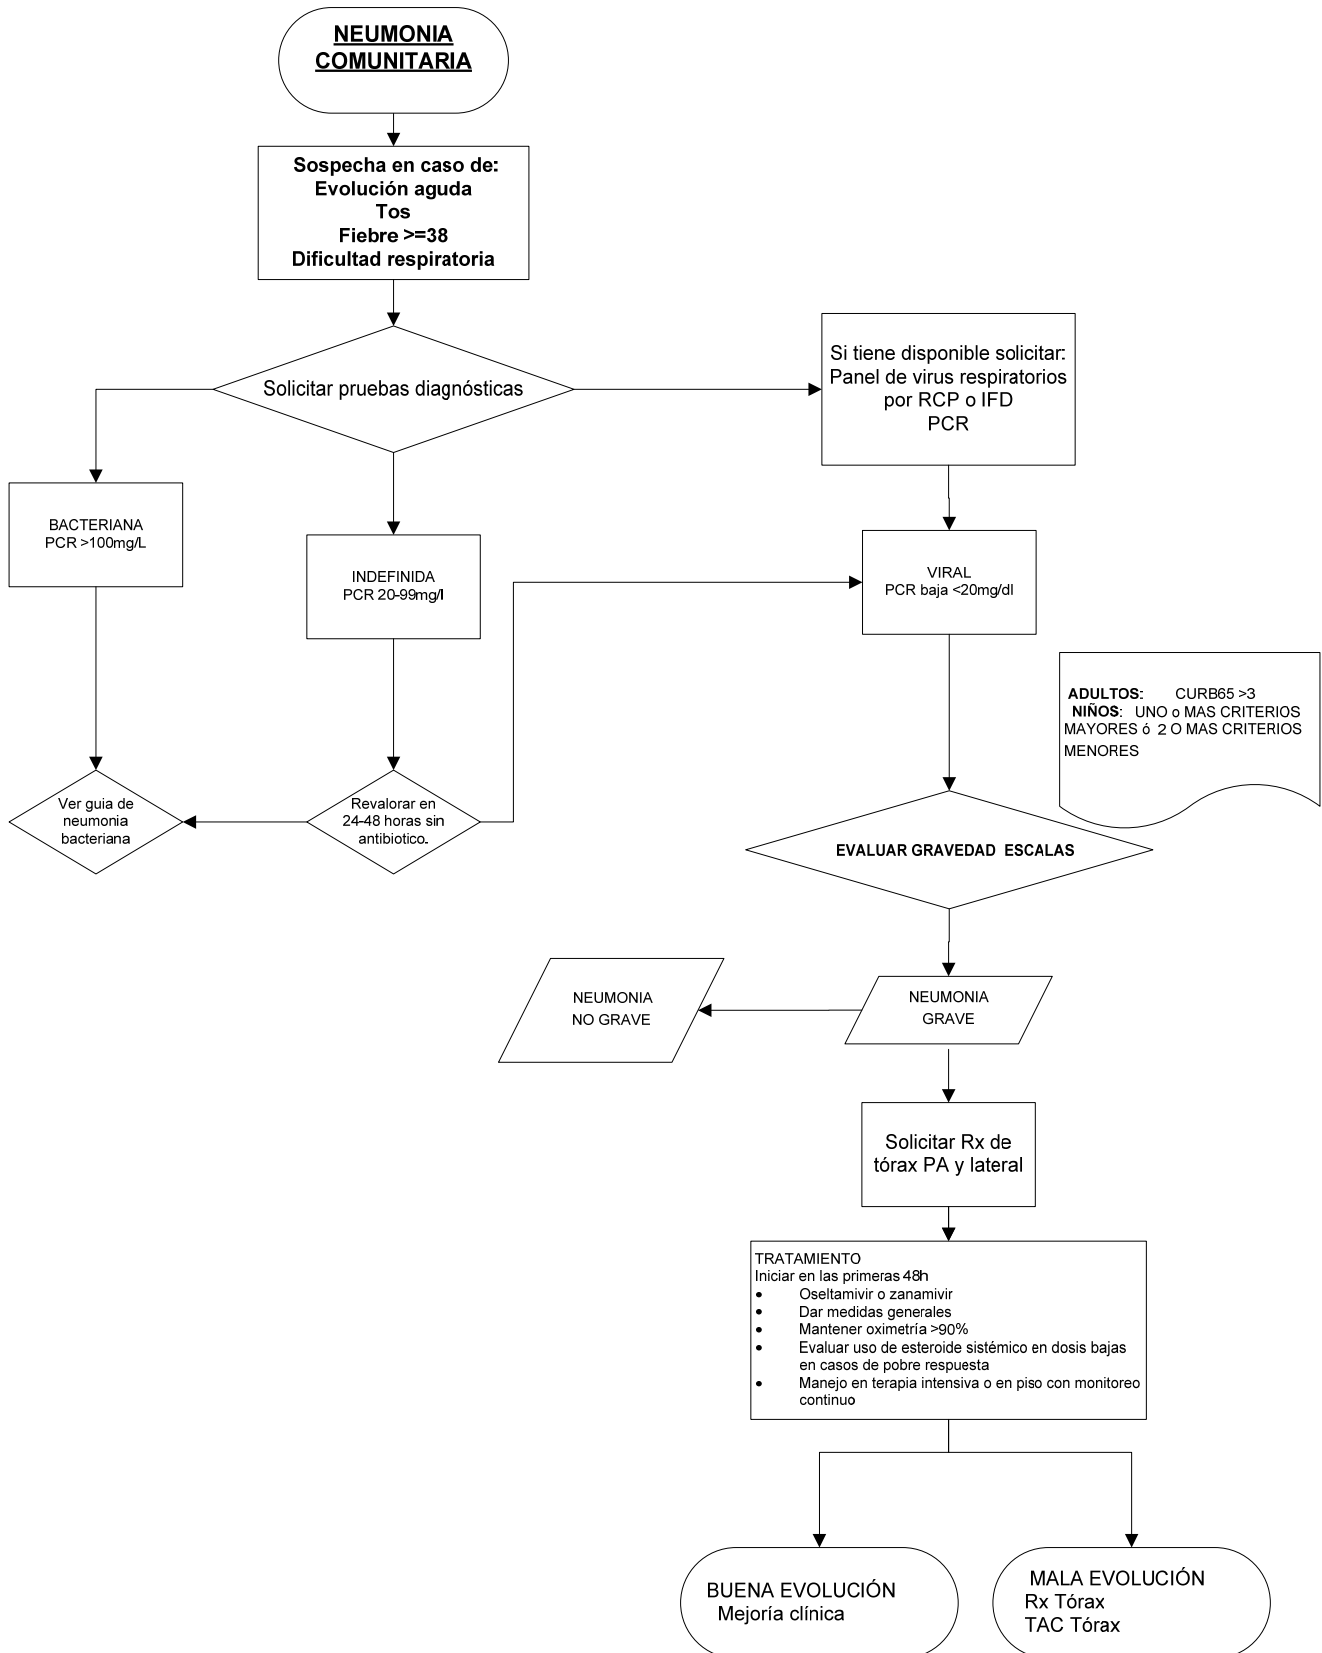 NEUMONIA
COMUNITARIA
Sospecha en caso de:
Evolución aguda
Tos
Fiebre >=38
Dificultad respiratoria
Solicitar pruebas diagnósticas
Si tiene disponible solicitar:
Panel de virus respiratorios
por RCP o IFD
PCR
BACTERIANA
PCR >100mg/L
INDEFINIDA
PCR 20-99mg/l
VIRAL
PCR baja <20mg/dl
ADULTOS: CURB65 >3
NIÑOS: UNO o MAS CRITERIOS
MAYORES ó 2 O MAS CRITERIOS
MENORES
Ver guia de
neumonia
bacteriana
Revalorar en
24-48 horas sin
antibiotico.
EVALUAR GRAVEDAD ESCALAS
NEUMONIA
NO GRAVE
NEUMONIA
GRAVE
Solicitar Rx de
tórax PA y lateral
TRATAMIENTO
Iniciar en las primeras 48h
• Oseltamivir o zanamivir
• Dar medidas generales
• Mantener oximetría >90%
• Evaluar uso de esteroide sistémico en dosis bajas
en casos de pobre respuesta
• Manejo en terapia intensiva o en piso con monitoreo
continuo
BUENA EVOLUCIÓN
Mejoría clínica
MALA EVOLUCIÓN
Rx Tórax
TAC Tórax